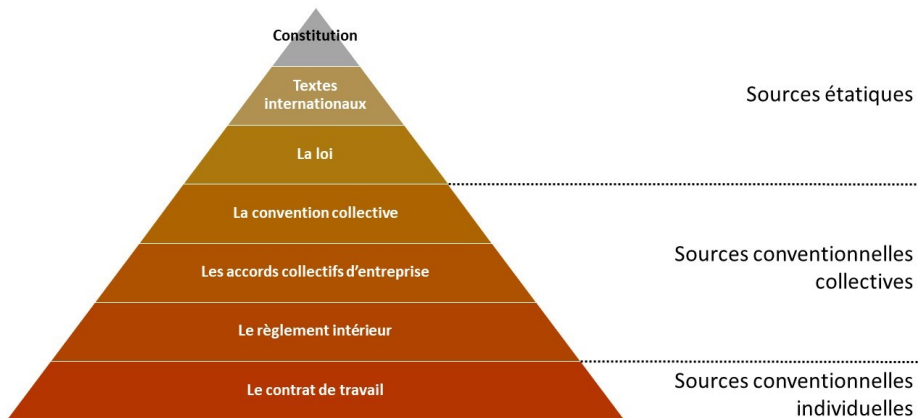 Constitution
Textes
internationaux
Sources étatiques
La loi
La convention collective
Sources conventionnelles
collectives
Les accords collectifs d’entreprise
Le règlement intérieur
Le contrat de travail
Sources conventionnelles
individuelles